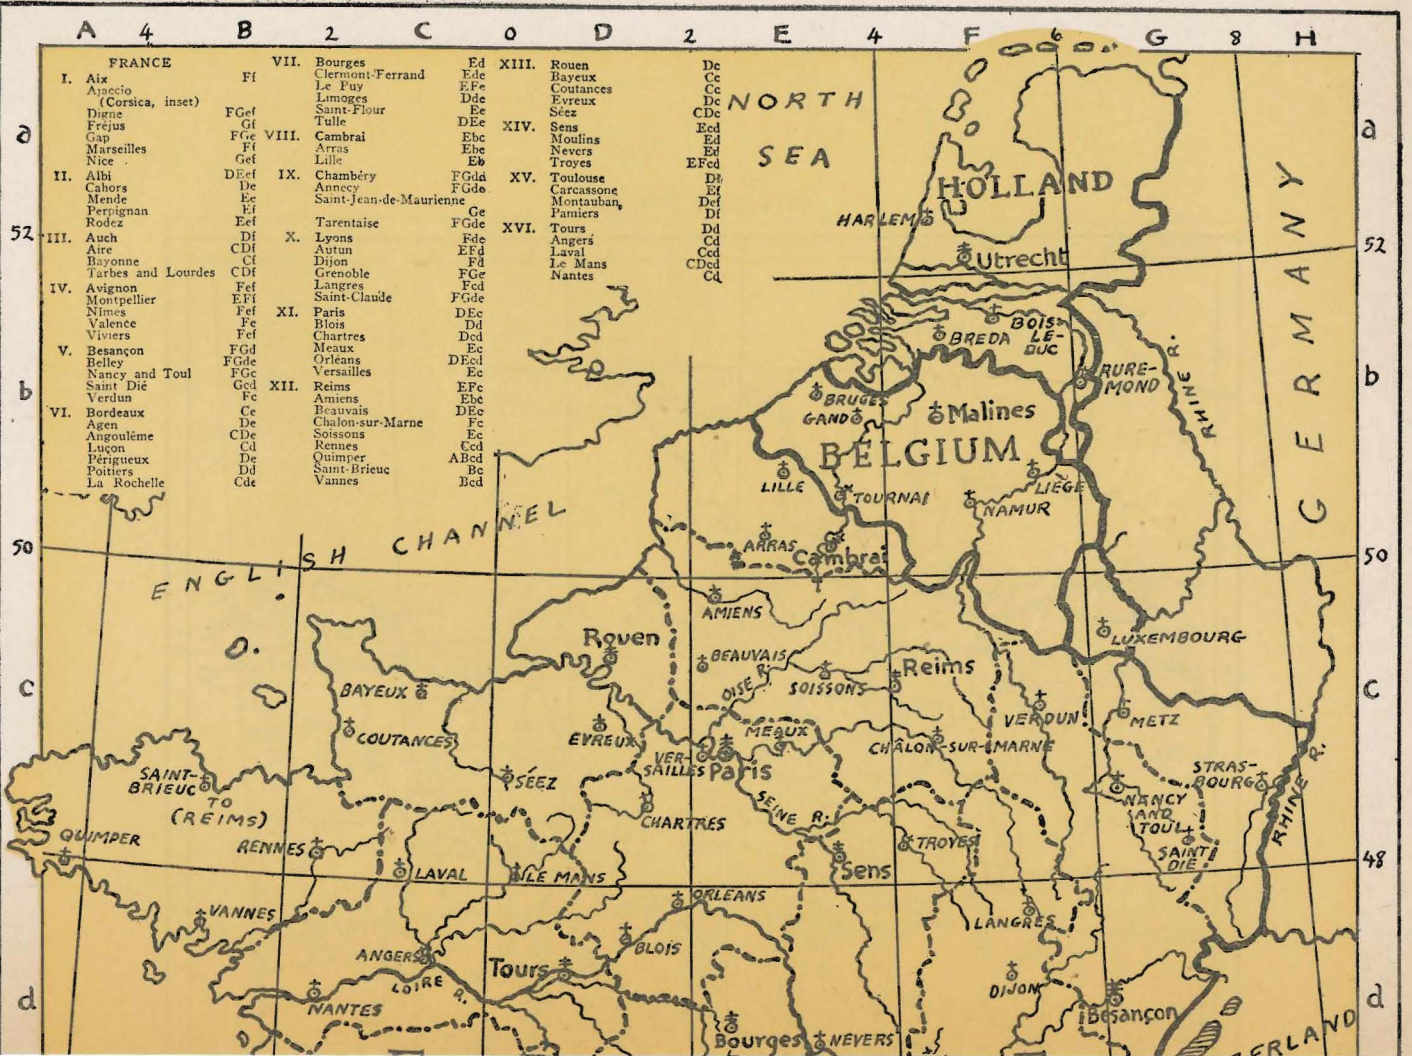 A 4 B 2 C 0 D 2 E 4 F 6 G 8 H
FRANCE
I. Aix Ff
Ajaccio
(Corsica, inset)
Digne FGef
Fréjus Gf
Gap FGe
Marseilles Ff
Nice Gef
II. Albi DEef
Cahors De
Mende Ee
Perpignan Ef
Rodez Eef
III. Auch Df
Aire CDf
Bayonne Cf
Tarbes and Lourdes CDf
IV. Avignon Fef
Montpellier EFf
Nîmes Fef
Valence Fe
Viviers Fef
V. Besançon FGd
Belley FGde
Nancy and Toul FGc
Saint Dié Gcd
Verdun Fc
VI. Bordeaux Ce
Agen De
Angoulême CDe
Luçon Cd
Périgueux De
Poitiers Dd
La Rochelle Cde
VII. Bourges Ed
Clermont-Ferrand Ede
Le Puy EFe
Limoges Dde
Saint-Flour Ee
Tulle DEe
VIII. Cambrai Ebc
Arras Ebc
Lille Eb
IX. Chambéry FGde
Annecy FGde
Saint-Jean-de-Maurienne
Ge
Tarentaise FGde
X. Lyons Fde
Autun EFd
Dijon Fd
Grenoble FGe
Langres Fcd
Saint-Claude FGde
XI. Paris DEc
Blois Dd
Chartres Dcd
Meaux Ec
Orléans DEcd
Versailles Ec
XII. Reims EFc
Amiens Ebc
Beauvais DEc
Chalon-sur-Marne Fc
Soissons Ec
Rennes Ccd
Quimper ABcd
Saint-Brieuc Bc
Vannes Bcd
XIII. Rouen Dc
Bayeux Cc
Coutances Cc
Evreux Dc
Séez CDc
XIV. Sens Ecd
Moulins Ed
Nevers Ed
Troyes EFcd
XV. Toulouse Df
Carcassone Ef
Montauban Def
Pamiers Df
XVI. Tours Dd
Angers Cd
Laval Ccd
Le Mans CDcd
Nantes Cd
NORTH
SEA
a
a
HOLLAND
HARLEM
Utrecht
52
52
GERMANY
BREDA
BOIS-
LE-
DUC
RURE-
MOND
RHINE R.
b
b
BRUGES
GAND
Malines
BELGIUM
LILLE
TOURNAI
LIÉGE
NAMUR
ENGLISH CHANNEL
50
50
ARRAS
Cambrai
AMIENS
LUXEMBOURG
Rouen
BEAUVAIS
OISE R.
SOISSONS
Reims
c
c
BAYEUX
COUTANCES
EVREUX
MEAUX
VERDUN
METZ
CHÂLON-SUR-MARNE
VER-
SAILLES
Paris
SÉEZ
SAINT-
BRIEUC
TO
(REIMS)
STRAS-
BOURG
RHINE R.
NANCY
AND
TOUL
SAINT
DIÉ
SEINE R.
CHARTRES
TROYES
Sens
48
QUIMPER
RENNES
LAVAL
LE MANS
ORLEANS
LANGRES
VANNES
ANGERS
BLOIS
Tours
LOIRE R.
NANTES
DIJON
Besançon
d
d
Bourges
NEVERS
ERLAND